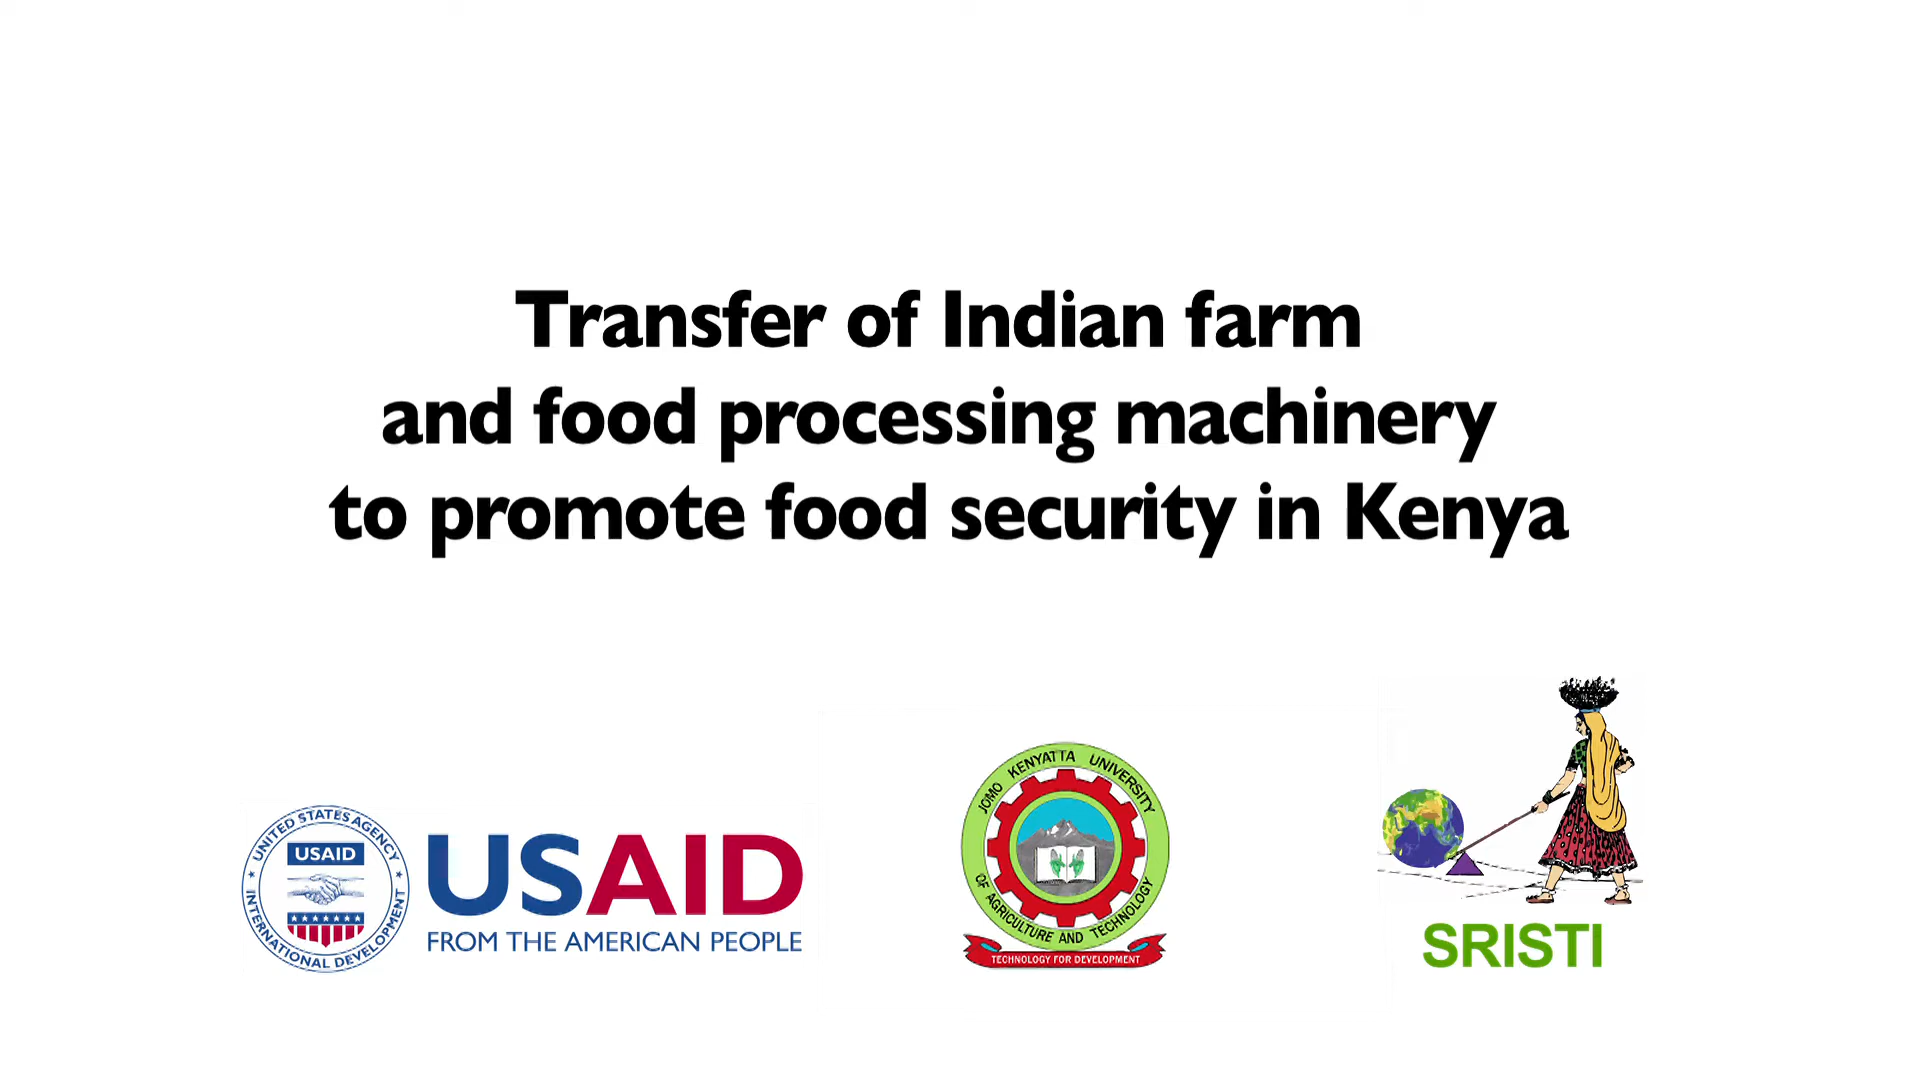 Transfer of Indian farm
and food processing machinery
to promote food security in Kenya
UNITED STATES AGENCY
INTERNATIONAL DEVELOPMENT
USAID
USAID
FROM THE AMERICAN PEOPLE
JOMO KENYATTA UNIVERSITY
OF AGRICULTURE AND TECHNOLOGY
TECHNOLOGY FOR DEVELOPMENT
SRISTI